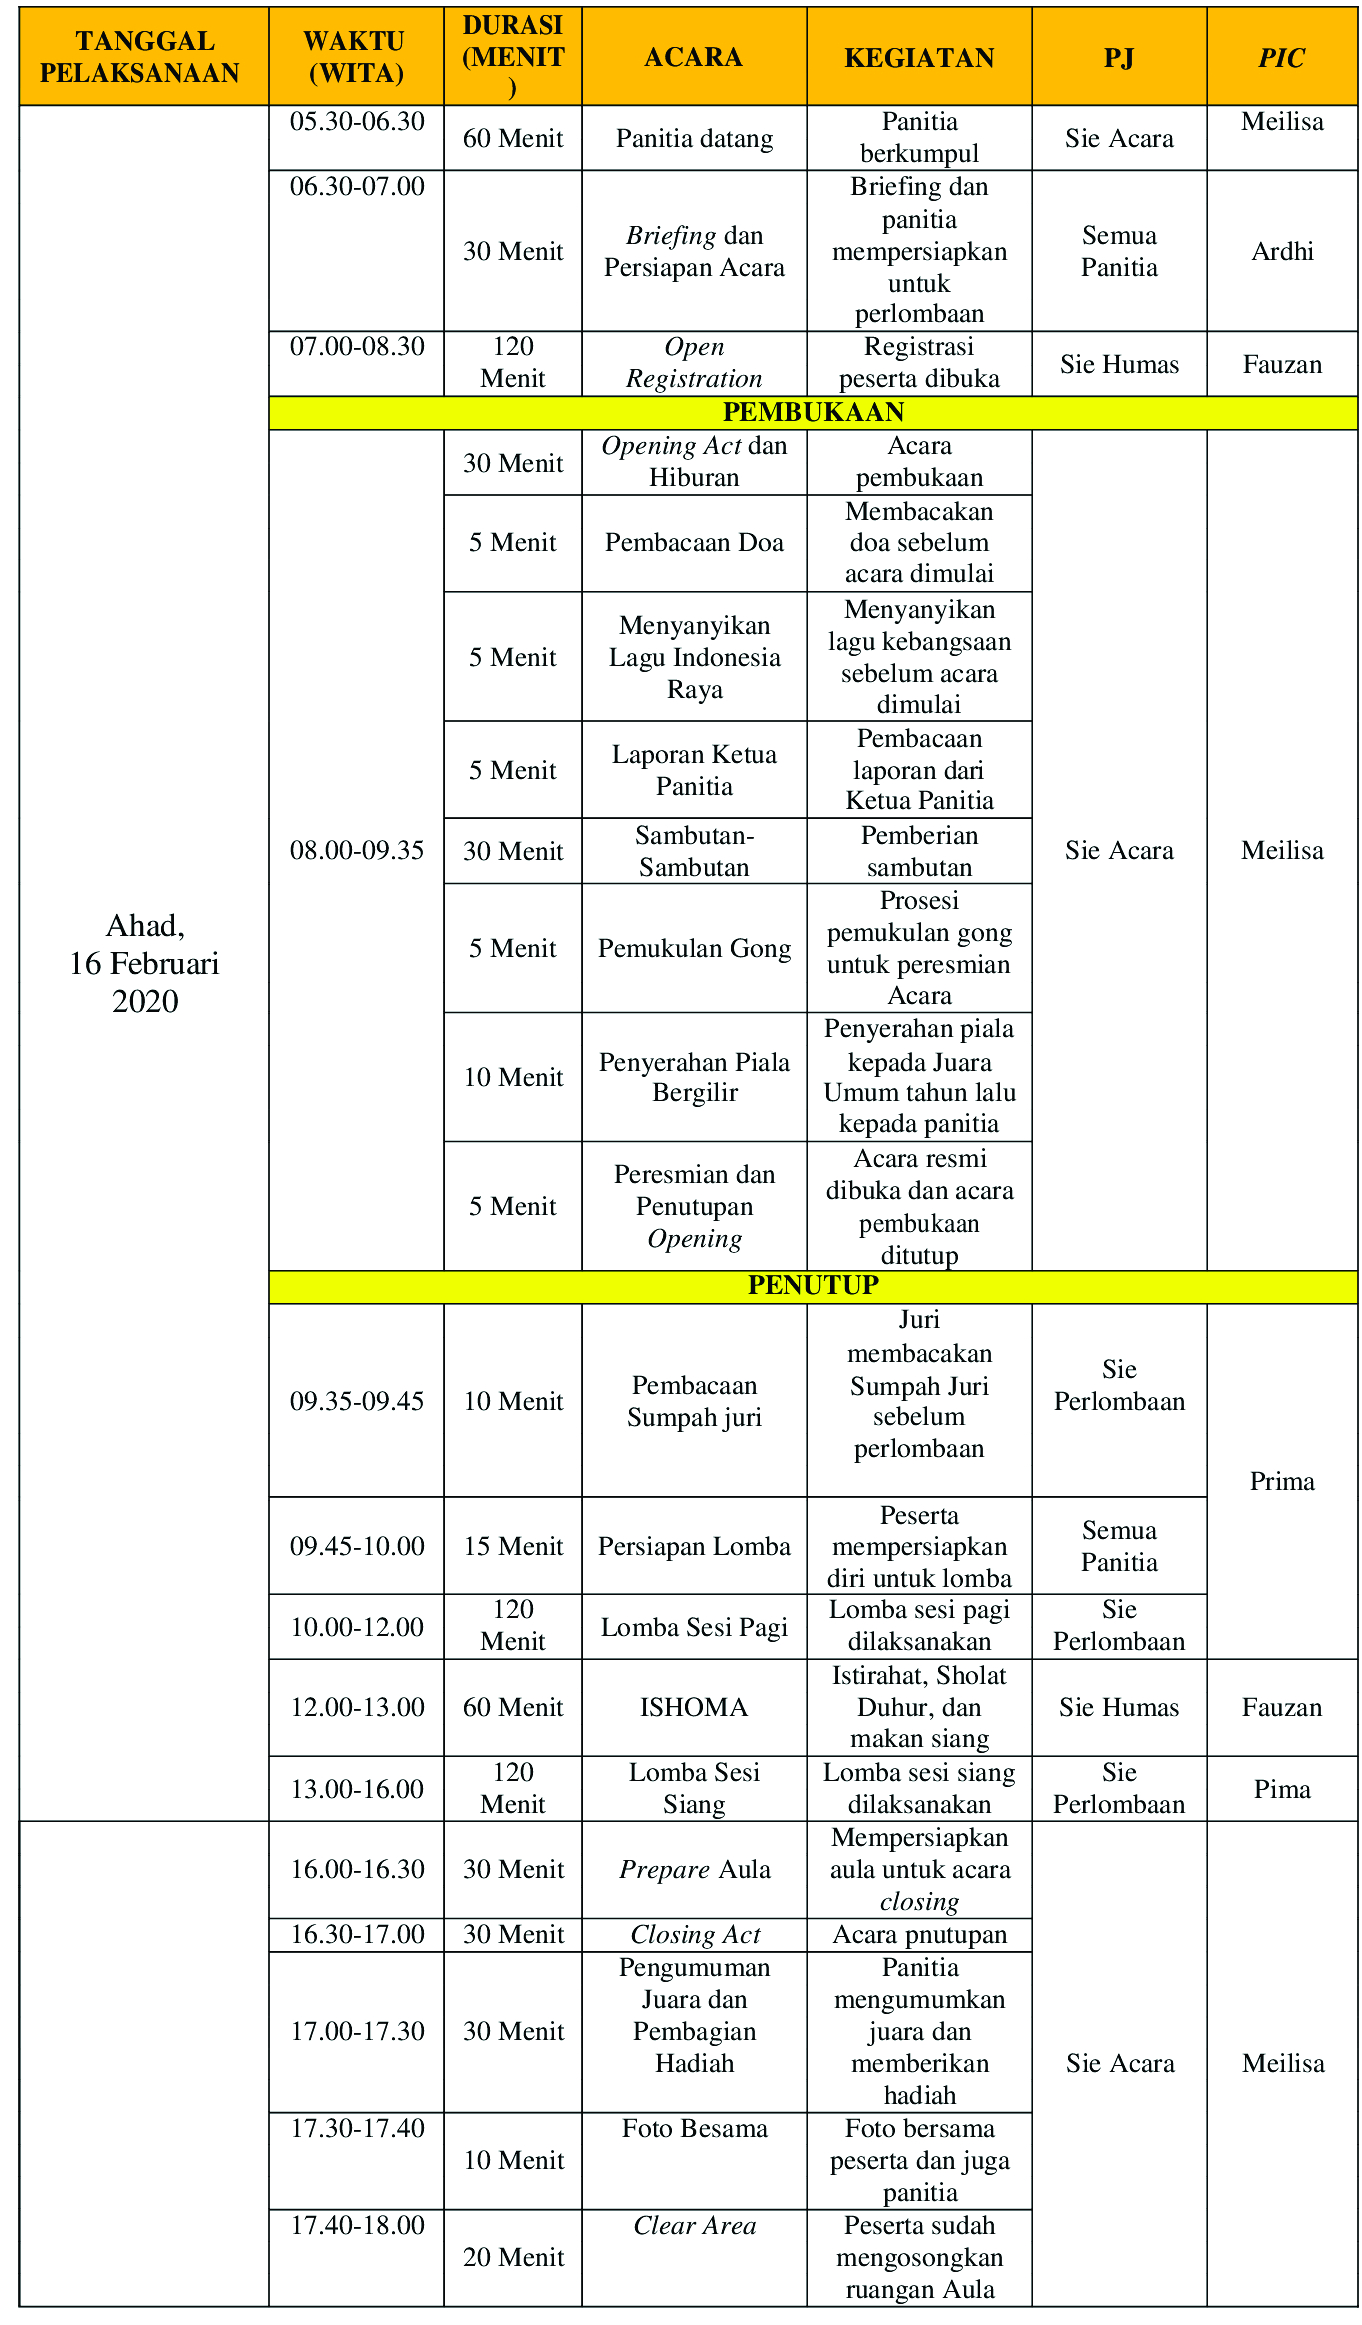 TANGGAL
PELAKSANAAN
WAKTU
(WITA)
DURASI
(MENIT
)
ACARA
KEGIATAN
PJ
PIC
Ahad,
16 Februari
2020
05.30-06.30
60 Menit
Panitia datang
Panitia
berkumpul
Sie Acara
Meilisa
06.30-07.00
30 Menit
Briefing dan
Persiapan Acara
Briefing dan
panitia
mempersiapkan
untuk
perlombaan
Semua
Panitia
Ardhi
07.00-08.30
120
Menit
Open
Registration
Registrasi
peserta dibuka
Sie Humas
Fauzan
PEMBUKAAN
08.00-09.35
30 Menit
Opening Act dan
Hiburan
Acara
pembukaan
Sie Acara
Meilisa
5 Menit
Pembacaan Doa
Membacakan
doa sebelum
acara dimulai
5 Menit
Menyanyikan
Lagu Indonesia
Raya
Menyanyikan
lagu kebangsaan
sebelum acara
dimulai
5 Menit
Laporan Ketua
Panitia
Pembacaan
laporan dari
Ketua Panitia
30 Menit
Sambutan-
Sambutan
Pemberian
sambutan
5 Menit
Pemukulan Gong
Prosesi
pemukulan gong
untuk peresmian
Acara
10 Menit
Penyerahan Piala
Bergilir
Penyerahan piala
kepada Juara
Umum tahun lalu
kepada panitia
5 Menit
Peresmian dan
Penutupan
Opening
Acara resmi
dibuka dan acara
pembukaan
ditutup
PENUTUP
09.35-09.45
10 Menit
Pembacaan
Sumpah juri
Juri
membacakan
Sumpah Juri
sebelum
perlombaan
Sie
Perlombaan
Prima
09.45-10.00
15 Menit
Persiapan Lomba
Peserta
mempersiapkan
diri untuk lomba
Semua
Panitia
10.00-12.00
120
Menit
Lomba Sesi Pagi
Lomba sesi pagi
dilaksanakan
Sie
Perlombaan
12.00-13.00
60 Menit
ISHOMA
Istirahat, Sholat
Duhur, dan
makan siang
Sie Humas
Fauzan
13.00-16.00
120
Menit
Lomba Sesi
Siang
Lomba sesi siang
dilaksanakan
Sie
Perlombaan
Pima
16.00-16.30
30 Menit
Prepare Aula
Mempersiapkan
aula untuk acara
closing
Sie Acara
Meilisa
16.30-17.00
30 Menit
Closing Act
Acara pnutupan
17.00-17.30
30 Menit
Pengumuman
Juara dan
Pembagian
Hadiah
Panitia
mengumumkan
juara dan
memberikan
hadiah
17.30-17.40
10 Menit
Foto Besama
Foto bersama
peserta dan juga
panitia
17.40-18.00
20 Menit
Clear Area
Peserta sudah
mengosongkan
ruangan Aula